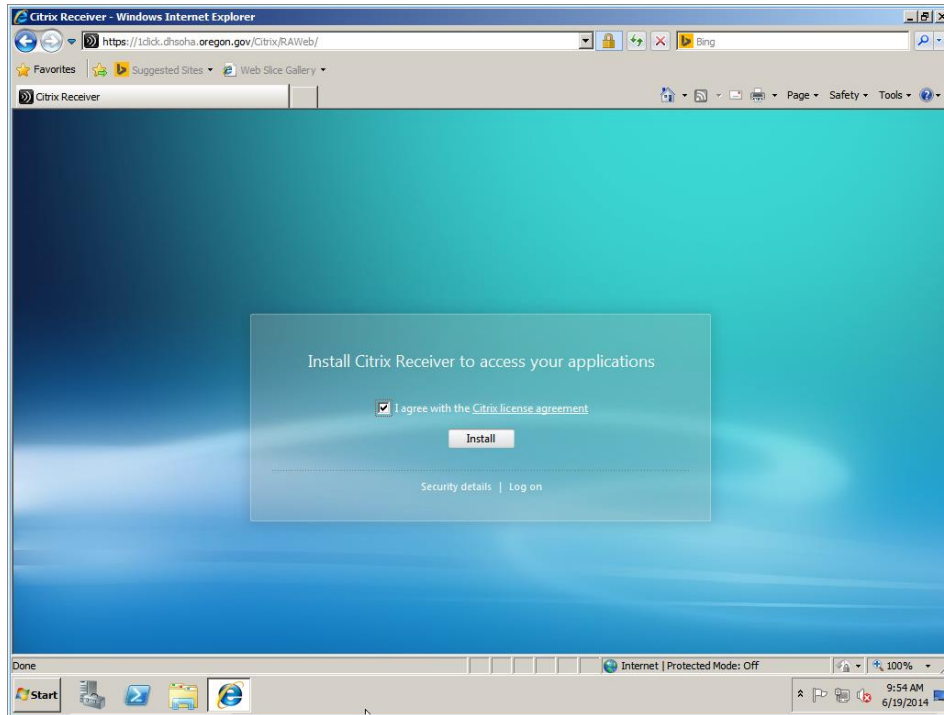 Citrix Receiver - Windows Internet Explorer
https://1click.dhsoha.oregon.gov/Citrix/RAWeb/
Bing
Favorites
Suggested Sites
Web Slice Gallery
Citrix Receiver
Page
Safety
Tools
Install Citrix Receiver to access your applications
I agree with the Citrix license agreement
Install
Security details | Log on
Done
Internet | Protected Mode: Off
100%
Start
9:54 AM
6/19/2014